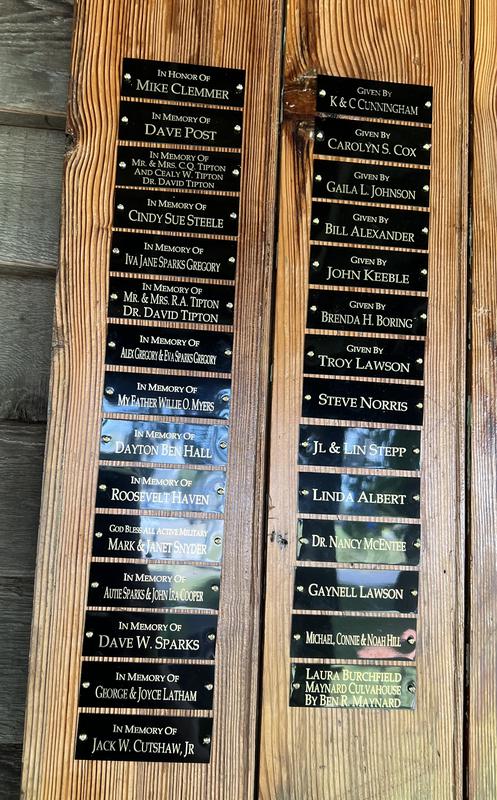 In Honor Of
Mike Clemmer
In Memory Of
Dave Post
In Memory Of
Mr. & Mrs. C.Q. Tipton
And Cealy W. Tipton
Dr. David Tipton
In Memory Of
Cindy Sue Steele
In Memory Of
Iva Jane Sparks Gregory
In Memory Of
Mr. & Mrs. R.A. Tipton
Dr. David Tipton
In Memory Of
Alex Gregory & Eva Sparks Gregory
In Memory Of
My Father Willie O. Myers
In Memory Of
Dayton Ben Hall
In Memory Of
Roosevelt Haven
God Bless All Active Military
Mark & Janet Snyder
In Memory Of
Autie Sparks & John Ira Cooper
In Memory Of
Dave W. Sparks
In Memory Of
George & Joyce Latham
In Memory Of
Jack W. Cutshaw, Jr
Given By
K & C Cunningham
Given By
Carolyn S. Cox
Given By
Gaila L. Johnson
Given By
Bill Alexander
Given By
John Keeble
Given By
Brenda H. Boring
Given By
Troy Lawson
Steve Norris
Jl & Lin Stepp
Linda Albert
Dr. Nancy McEntee
Gaynell Lawson
Michael, Connie & Noah Hill
Laura Burchfield
Maynard Culvahouse
By Ben R. Maynard